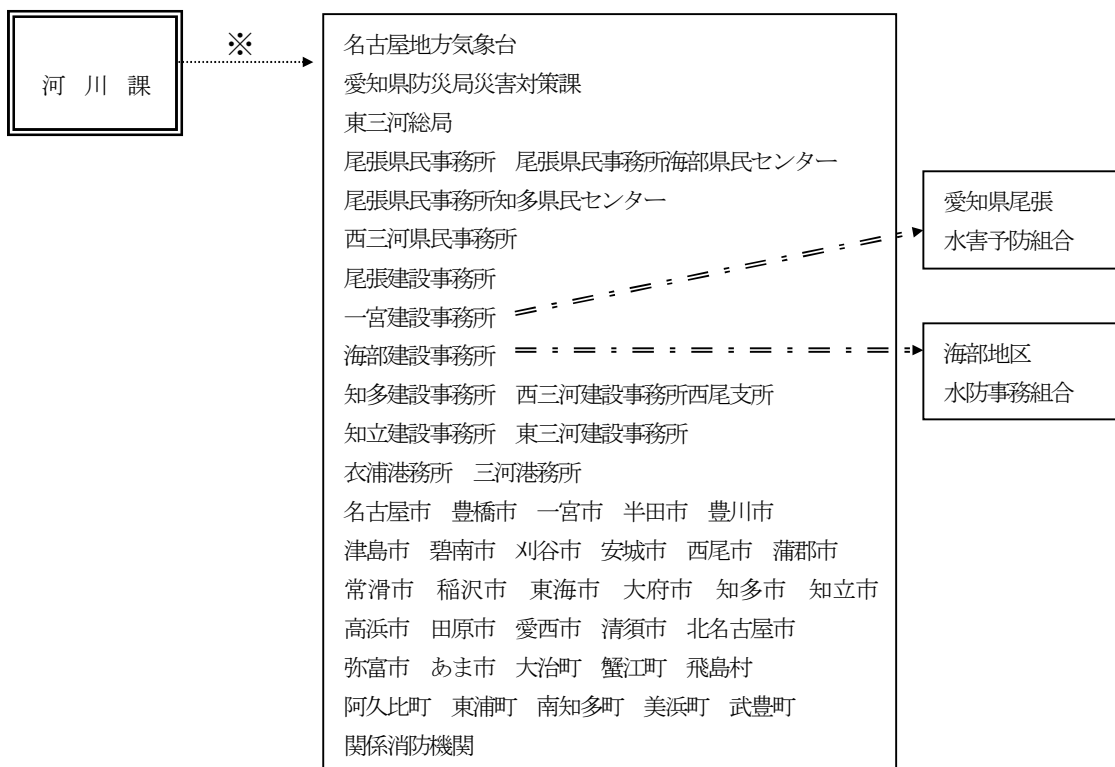 河 川 課
※
名古屋地方気象台
愛知県防災局災害対策課
東三河総局
尾張県民事務所 尾張県民事務所海部県民センター
尾張県民事務所知多県民センター
西三河県民事務所
尾張建設事務所
一宮建設事務所
海部建設事務所
知多建設事務所 西三河建設事務所西尾支所
知立建設事務所 東三河建設事務所
衣浦港務所 三河港務所
名古屋市 豊橋市 一宮市 半田市 豊川市
津島市 碧南市 刈谷市 安城市 西尾市 蒲郡市
常滑市 稲沢市 東海市 大府市 知多市 知立市
高浜市 田原市 愛西市 清須市 北名古屋市
弥富市 あま市 大治町 蟹江町 飛島村
阿久比町 東浦町 南知多町 美浜町 武豊町
関係消防機関
愛知県尾張
水害予防組合
海部地区
水防事務組合